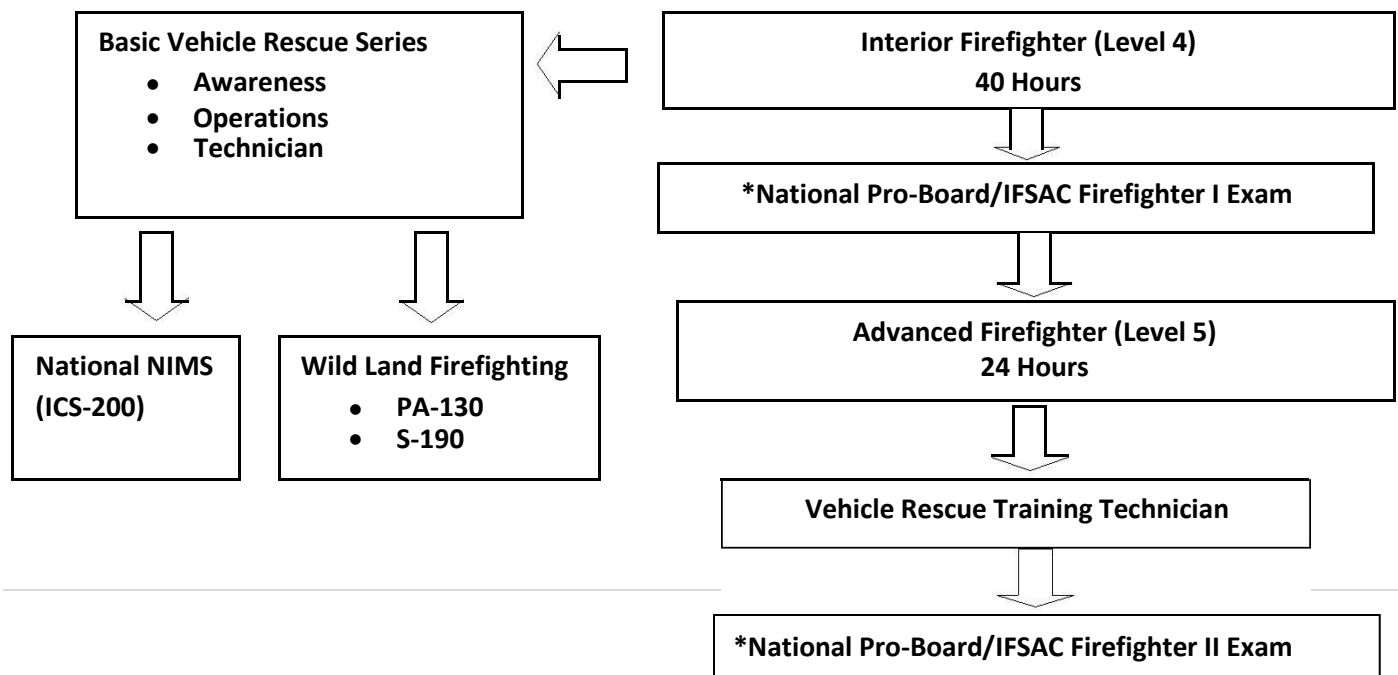 Basic Vehicle Rescue Series
• Awareness
• Operations
• Technician
Interior Firefighter (Level 4)
40 Hours
*National Pro-Board/IFSAC Firefighter I Exam
National NIMS
(ICS-200)
Wild Land Firefighting
• PA-130
• S-190
Advanced Firefighter (Level 5)
24 Hours
Vehicle Rescue Training Technician
*National Pro-Board/IFSAC Firefighter II Exam